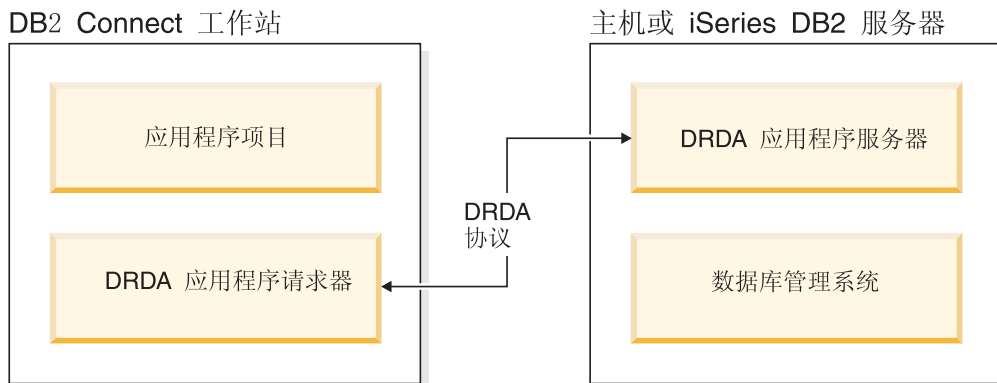 DB2 Connect 工作站
主机或 iSeries DB2 服务器
应用程序项目
DRDA 应用程序服务器
DRDA
协议
DRDA 应用程序请求器
数据库管理系统